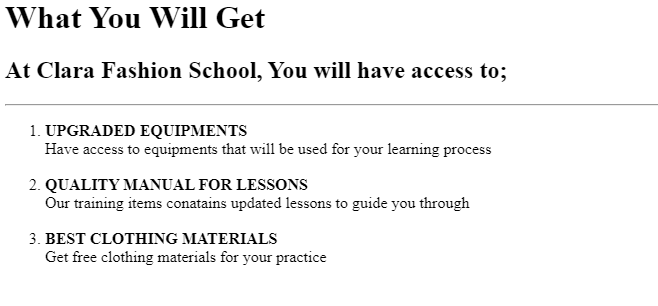 What You Will Get
At Clara Fashion School, You will have access to;
1. UPGRADED EQUIPMENTS
Have access to equipments that will be used for your learning process
2. QUALITY MANUAL FOR LESSONS
Our training items conatains updated lessons to guide you through
3. BEST CLOTHING MATERIALS
Get free clothing materials for your practice